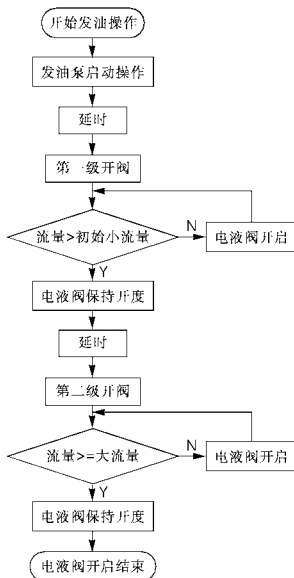 开始发油操作
发油泵启动操作
延时
第一级开阀
流量>初始小流量
N
电液阀开启
Y
电液阀保持开度
延时
第二级开阀
流量>=大流量
N
电液阀开启
Y
电液阀保持开度
电液阀开启结束